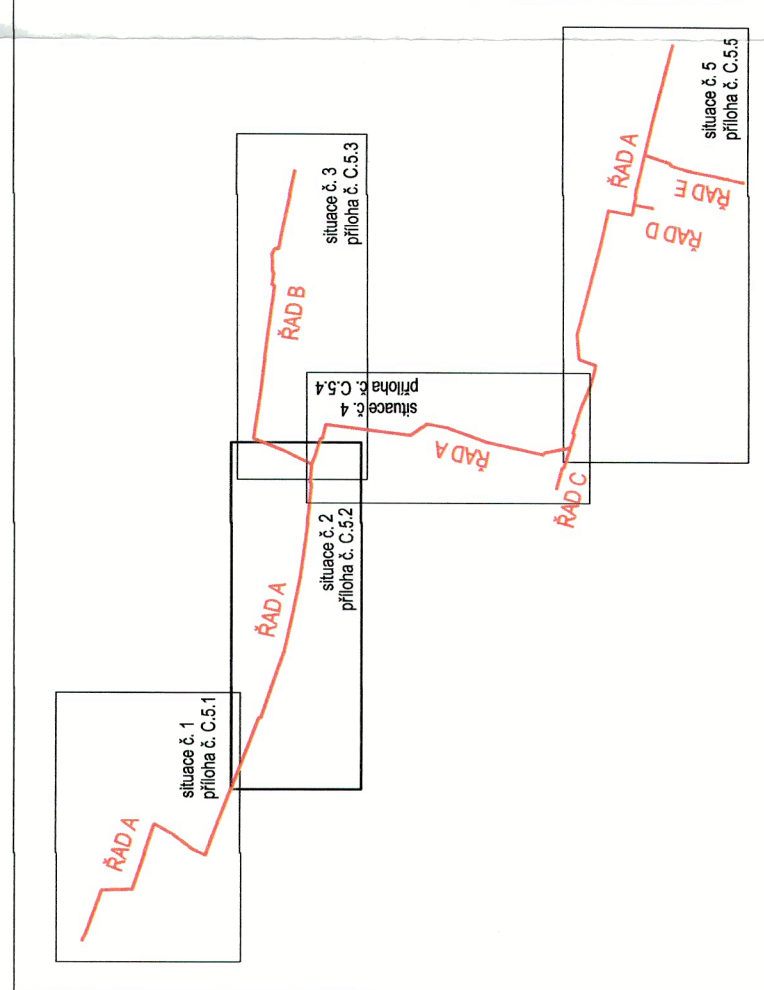 situace č. 1
příloha č. C.5.1
ŘAD A
situace č. 2
příloha č. C.5.2
ŘAD A
situace č. 3
příloha č. C.5.3
ŘAD B
situace č. 4
příloha č. C.5.4
ŘAD A
ŘAD C
situace č. 5
příloha č. C.5.5
ŘAD A
ŘAD D
ŘAD E